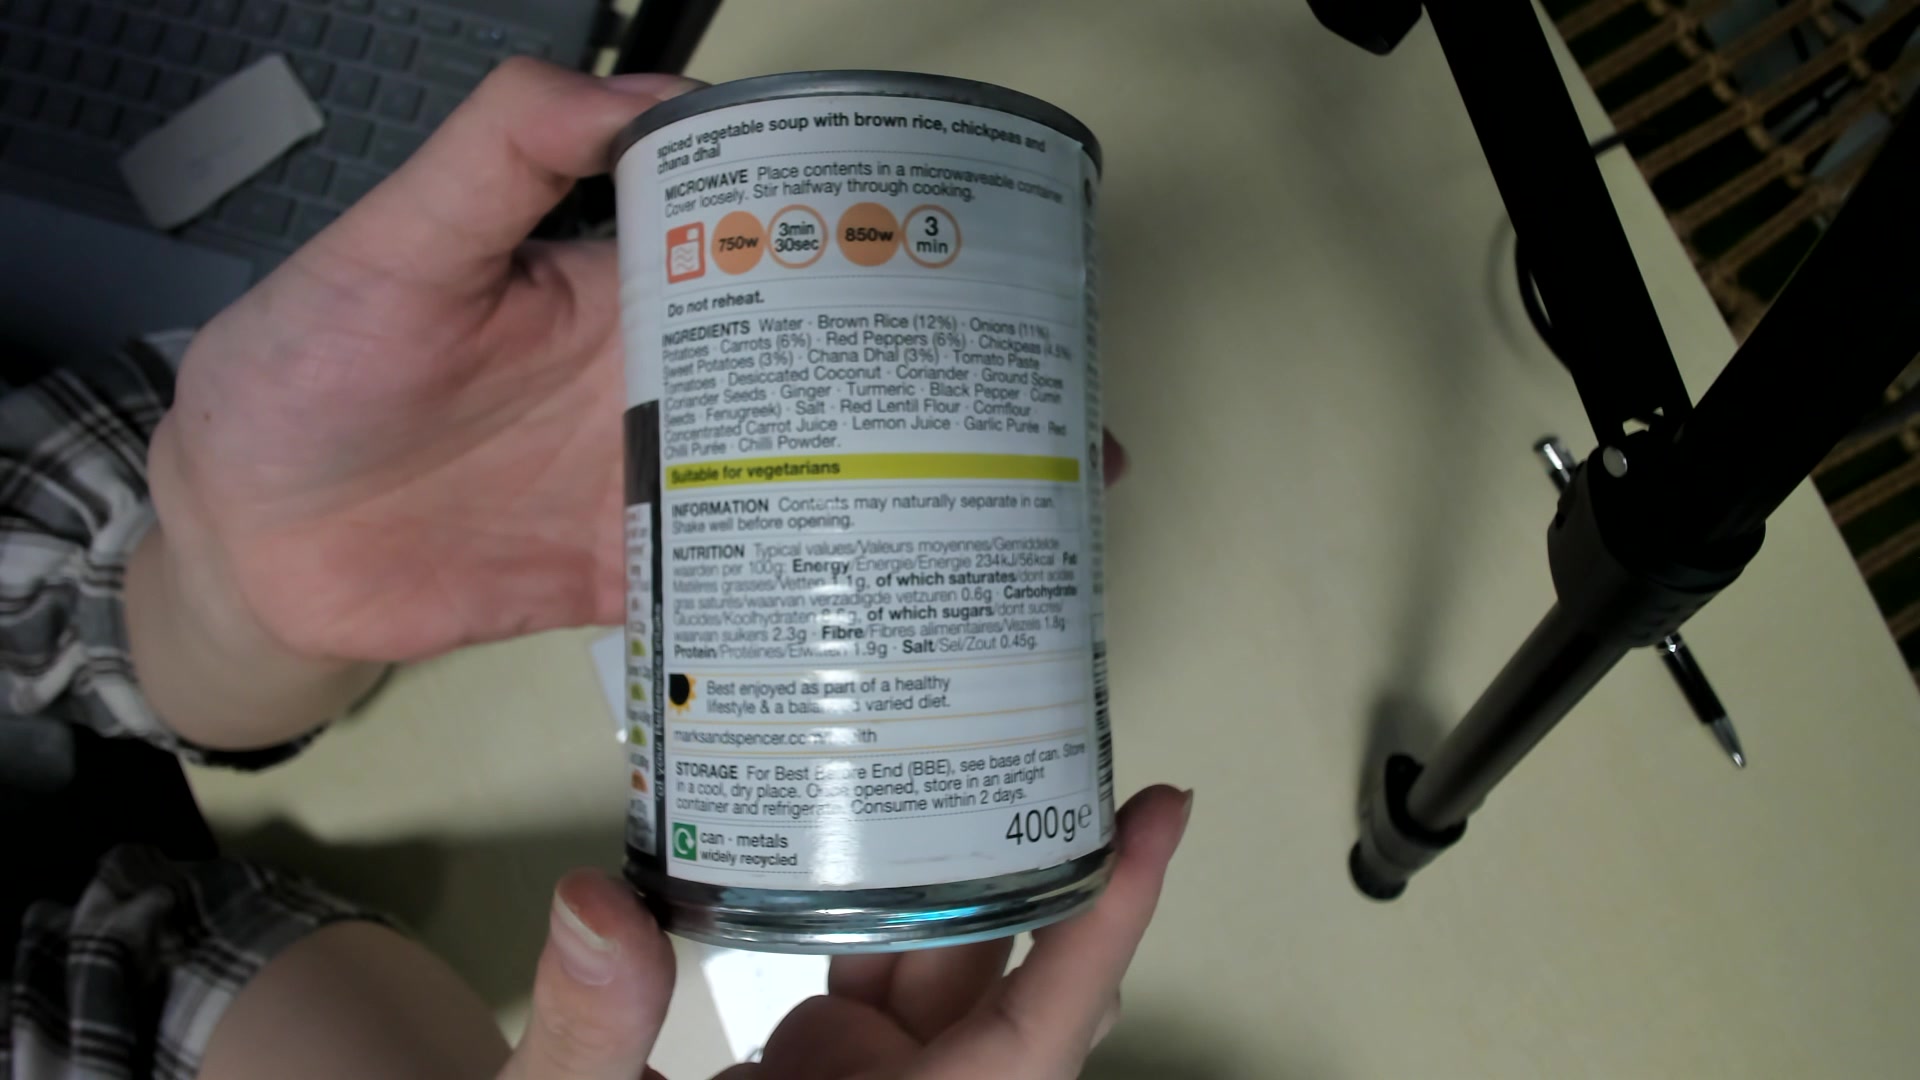 spiced vegetable soup with brown rice, chickpeas and
chana dhal
MICROWAVE Place contents in a microwaveable container.
Cover loosely. Stir halfway through cooking.
750w 3min 30sec 850w 3 min
Do not reheat.
INGREDIENTS Water · Brown Rice (12%) · Onions (11%)
Potatoes · Carrots (6%) · Red Peppers (6%) · Chickpeas (4.5%)
Sweet Potatoes (3%) · Chana Dhal (3%) · Tomato Paste
Tomatoes · Desiccated Coconut · Coriander · Ground Spices
Coriander Seeds · Ginger · Turmeric · Black Pepper · Cumin
Seeds · Fenugreek) · Salt · Red Lentil Flour · Cornflour
Concentrated Carrot Juice · Lemon Juice · Garlic Purée · Red
Chilli Purée · Chilli Powder.
Suitable for vegetarians
INFORMATION Contents may naturally separate in can.
Shake well before opening.
NUTRITION Typical values/Valeurs moyennes/Gemiddelde
waarden per 100g: Energy/Energie/Energie 234kJ/56kcal · Fat
Matières grasses/Vetten 1.1g, of which saturates/dont acides
gras saturés/waarvan verzadigde vetzuren 0.6g · Carbohydrate
Glucides/Koolhydraten of which sugars/dont sucres/
waarvan suikers 2.3g · Fibre/Fibres alimentaires/Vezels 1.8g
Protein/Protéines/Eiwitten 1.9g · Salt/Sel/Zout 0.45g.
Best enjoyed as part of a healthy
lifestyle & a balanced varied diet.
marksandspencer.com/health
STORAGE For Best Before End (BBE), see base of can. Store
in a cool, dry place. Once opened, store in an airtight
container and refrigerate. Consume within 2 days.
400g℮
can - metals
widely recycled